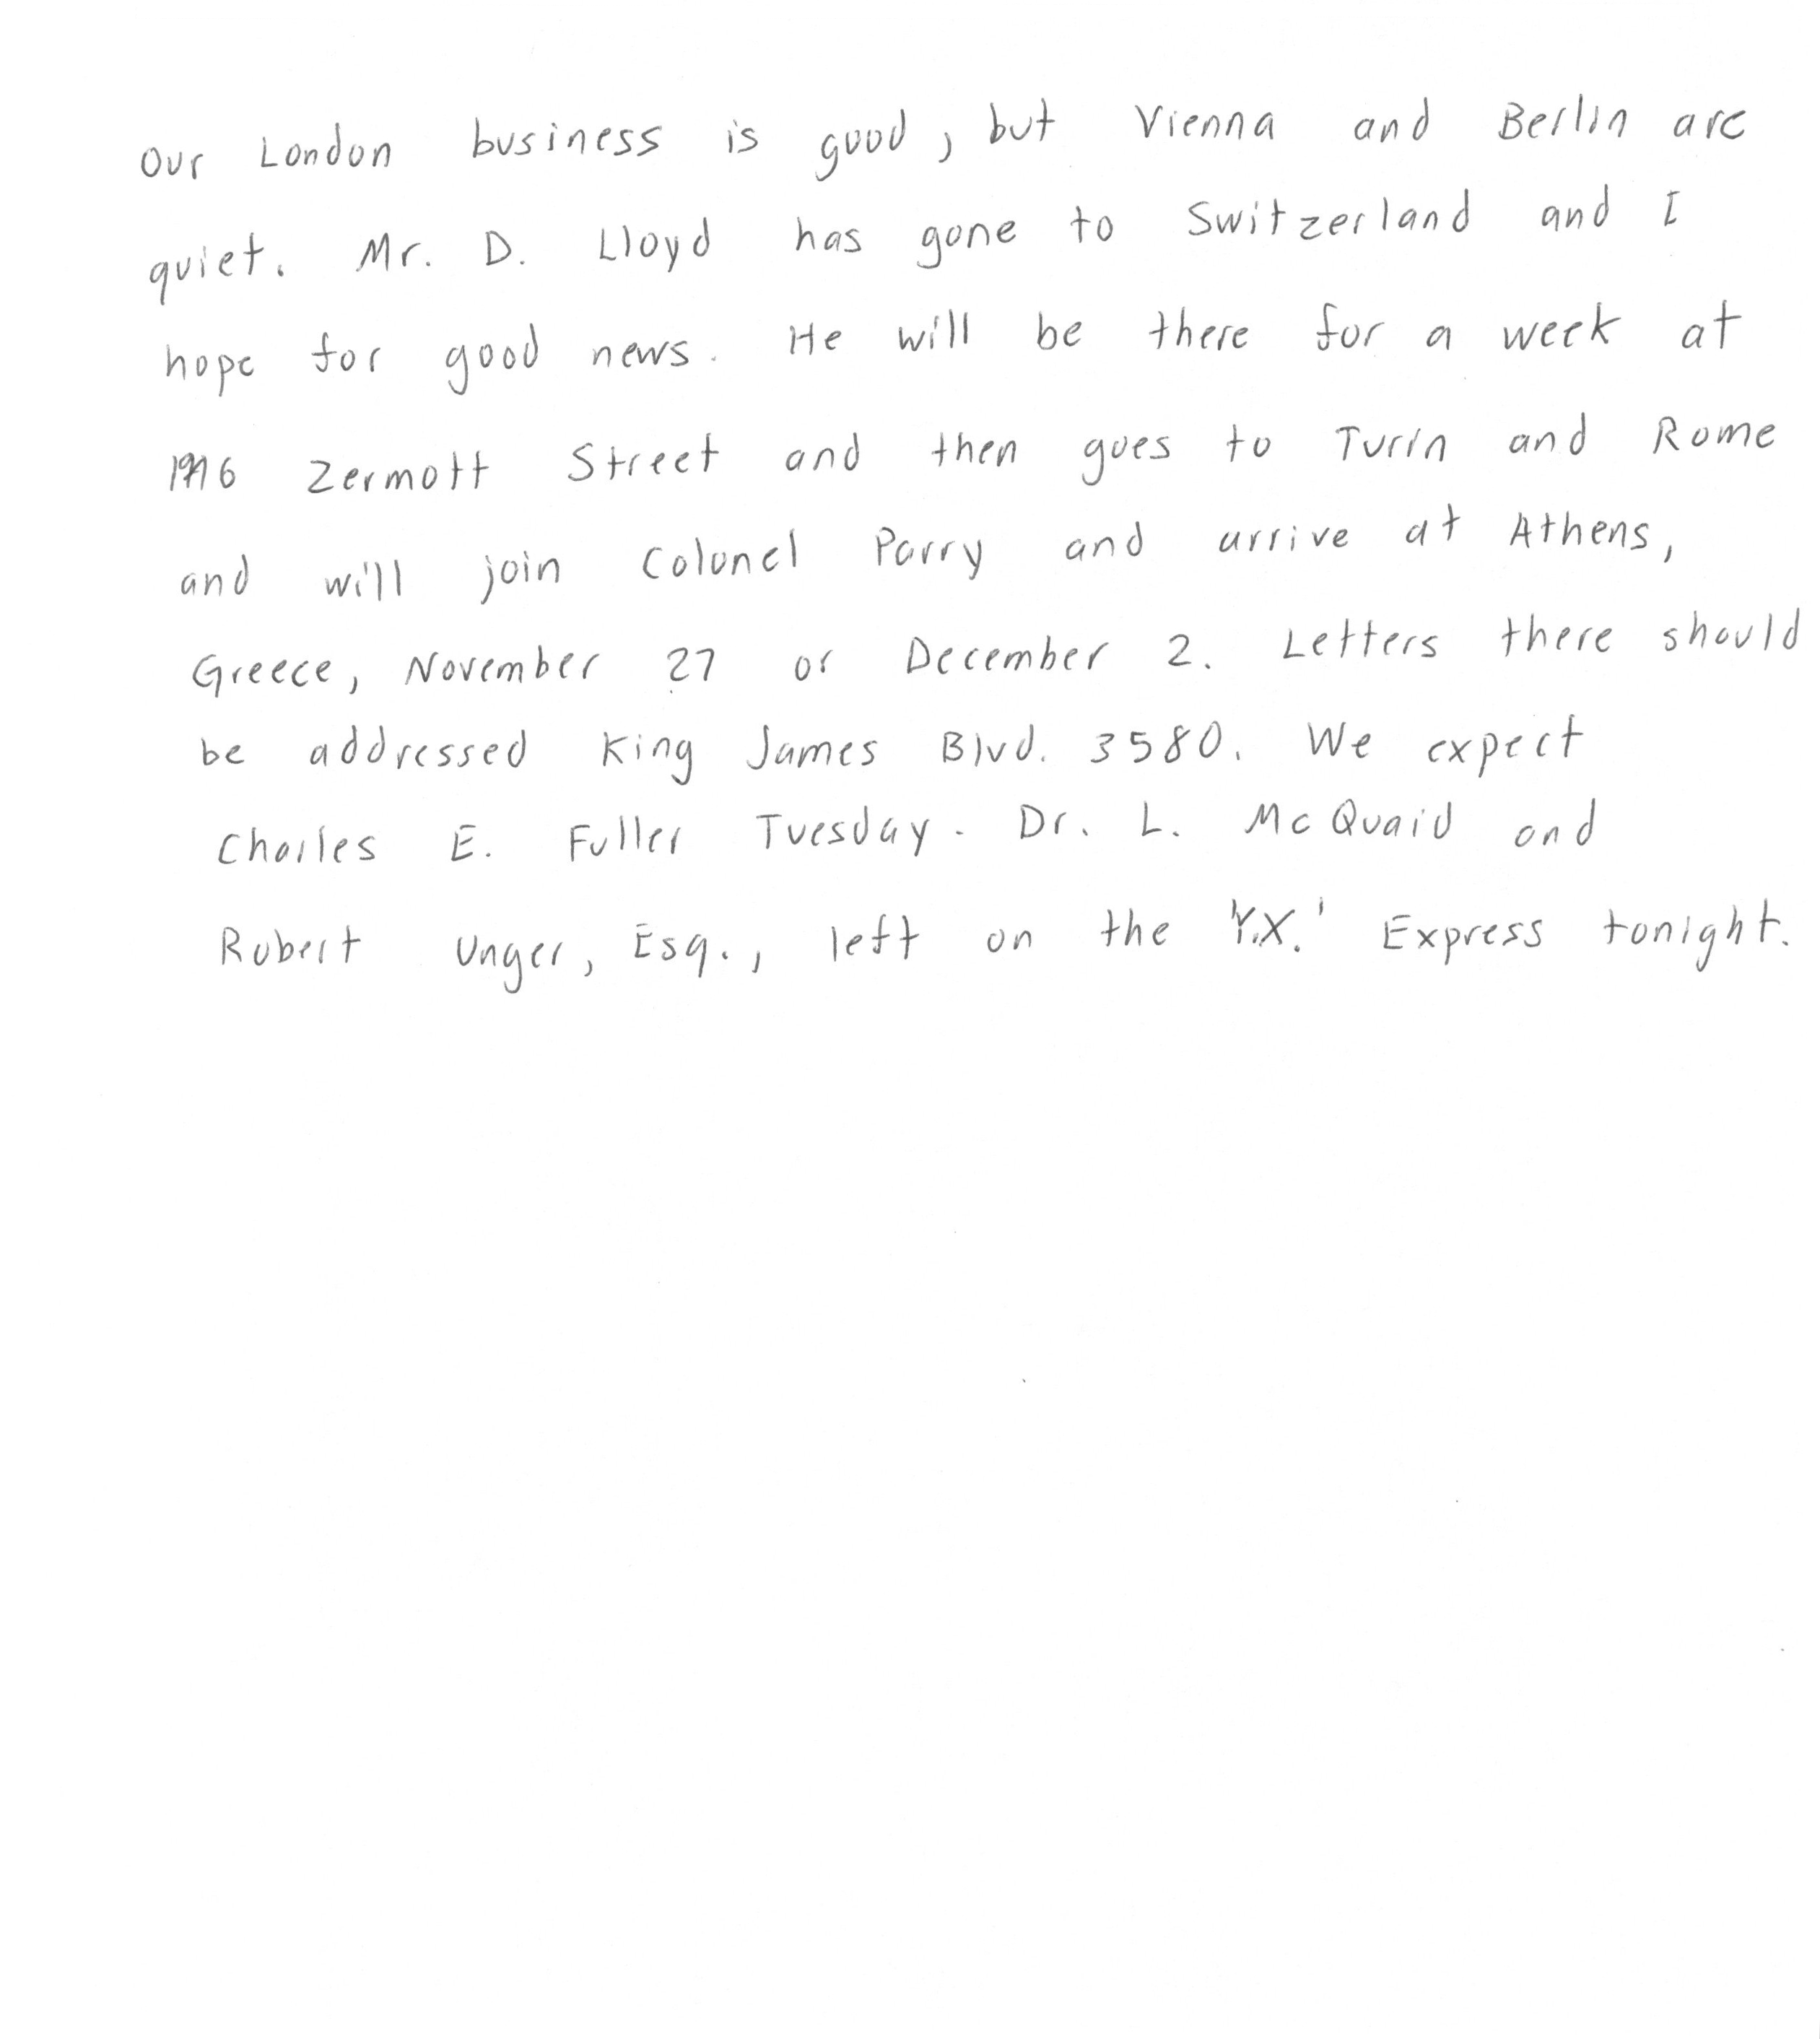 Our London business is good, but Vienna and Berlin are
quiet. Mr. D. Lloyd has gone to Switzerland and I
hope for good news. He will be there for a week at
Zermott Street and then goes to Turin and Rome
and will join Colonel Parry and arrive at Athens,
Greece, November 27 or December 2. Letters there should
be addressed King James Blvd. 3580. We expect
Charles E. Fuller Tuesday. Dr. L. McQuaid and
Robert Unger, Esq., left on the 'Y.X.' Express tonight.